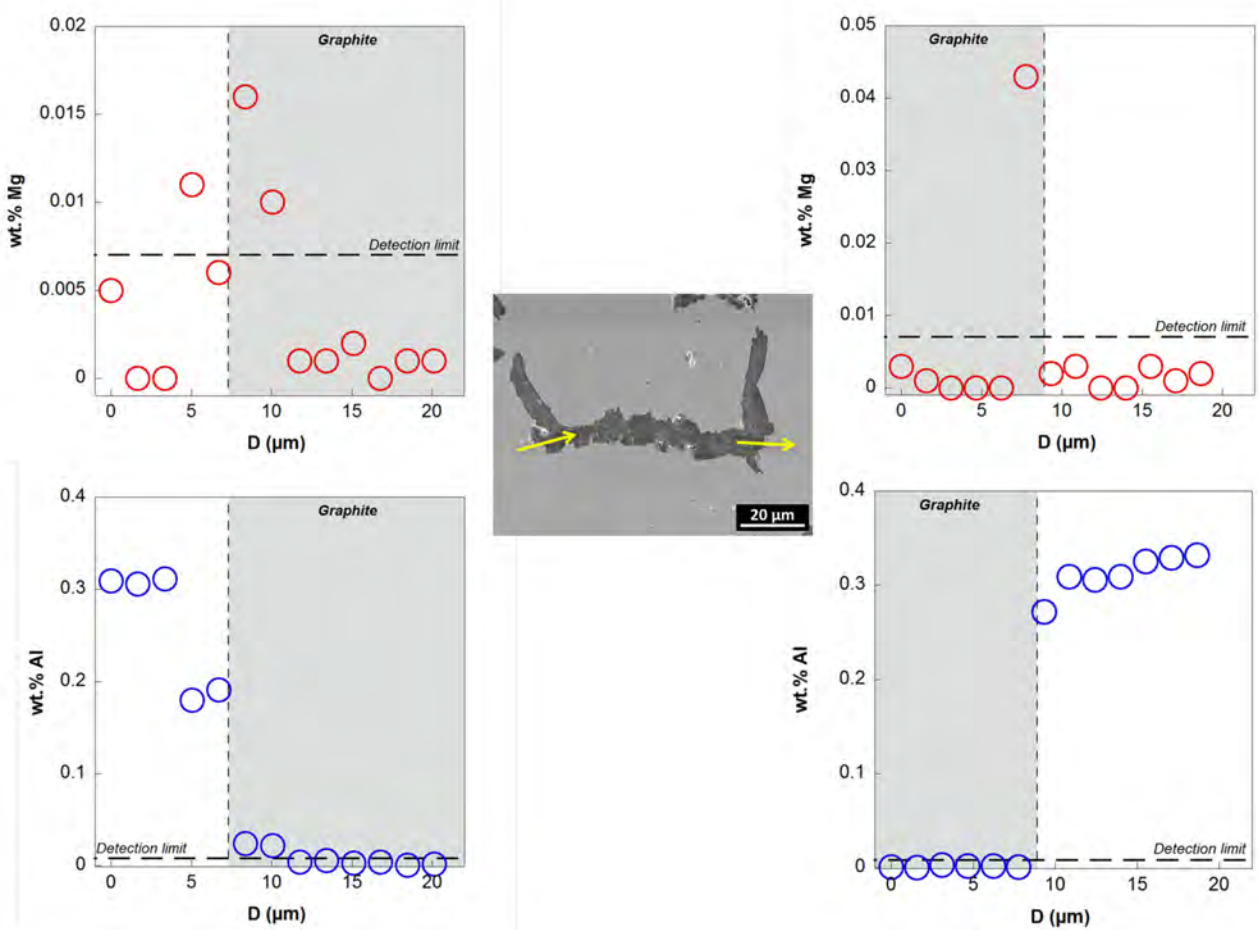 0.02
0.015
0.01
0.005
0
wt.% Mg
Graphite
Detection limit
0 5 10 15 20
D (µm)
0.05
0.04
0.03
0.02
0.01
0
wt.% Mg
Graphite
Detection limit
0 5 10 15 20
D (µm)
20 µm
0.4
0.3
0.2
0.1
0
wt.% Al
Graphite
Detection limit
0 5 10 15 20
D (µm)
0.4
0.3
0.2
0.1
0
wt.% Al
Graphite
Detection limit
0 5 10 15 20
D (µm)